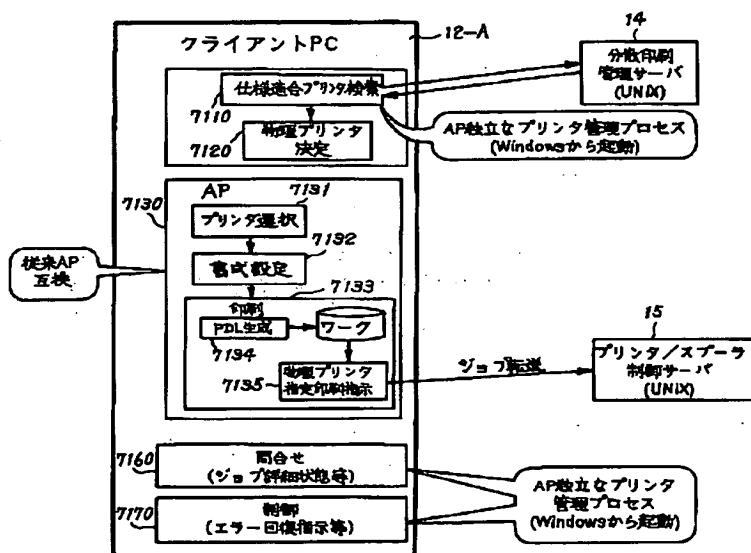 クライアントPC
12-A
14
分散印刷
管理サーバ
(UNIX)
仕様適合プリンタ検索
7110
物理プリンタ
決定
7120
AP独立なプリンタ管理プロセス
(Windowsから起動)
AP
7130
7131
プリンタ選択
7132
書式設定
従来AP
互換
7133
印刷
PDL生成
ワーク
7134
物理プリンタ
指定印刷指示
7135
ジョブ転送
15
プリンタ/スプーラ
制御サーバ
(UNIX)
7160
問合せ
(ジョブ詳細状態等)
7170
制御
(エラー回復指示等)
AP独立なプリンタ
管理プロセス
(Windowsから起動)